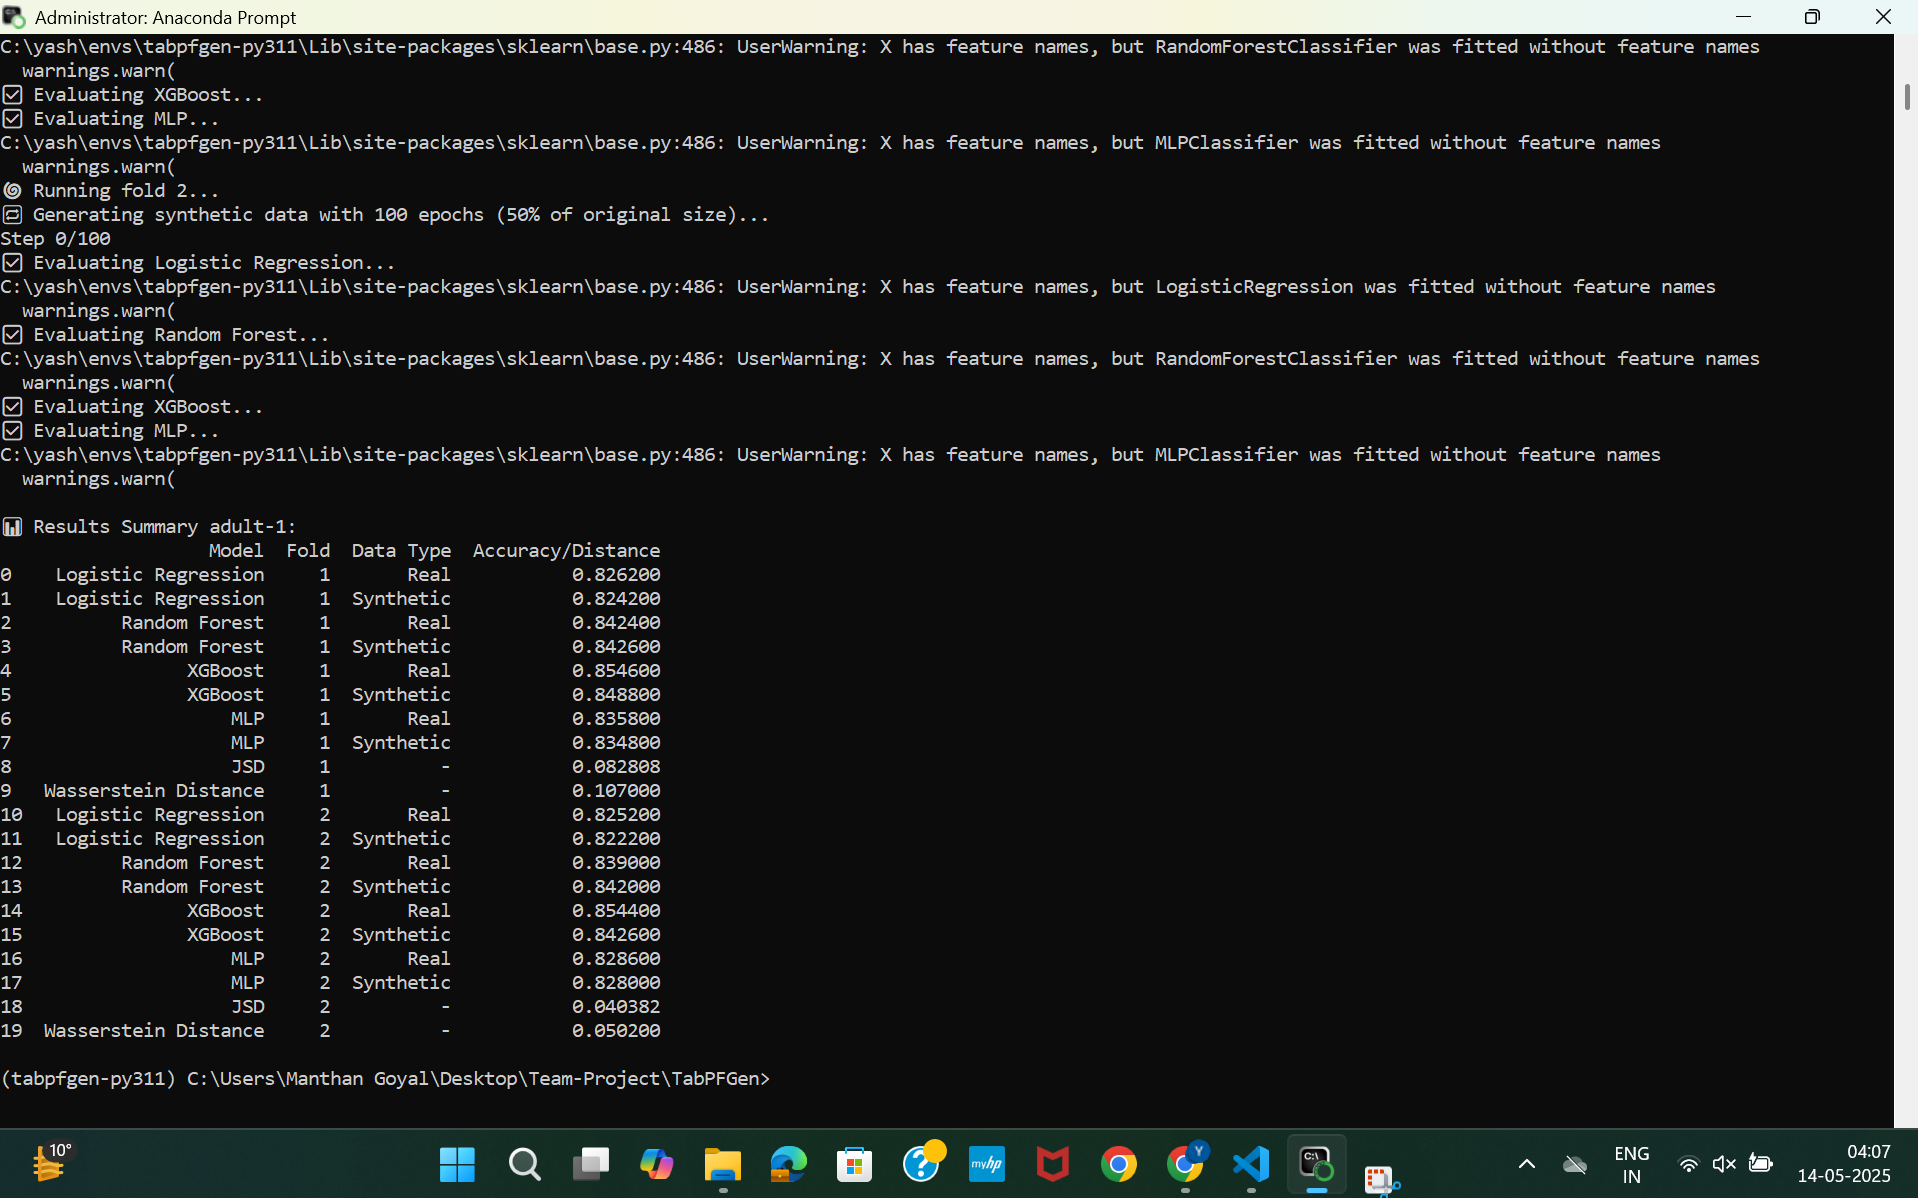 Administrator: Anaconda Prompt
C:\yash\envs\tabpfgen-py311\Lib\site-packages\sklearn\base.py:486: UserWarning: X has feature names, but RandomForestClassifier was fitted without feature names
  warnings.warn(
Evaluating XGBoost...
Evaluating MLP...
C:\yash\envs\tabpfgen-py311\Lib\site-packages\sklearn\base.py:486: UserWarning: X has feature names, but MLPClassifier was fitted without feature names
  warnings.warn(
Running fold 2...
Generating synthetic data with 100 epochs (50% of original size)...
Step 0/100
Evaluating Logistic Regression...
C:\yash\envs\tabpfgen-py311\Lib\site-packages\sklearn\base.py:486: UserWarning: X has feature names, but LogisticRegression was fitted without feature names
  warnings.warn(
Evaluating Random Forest...
C:\yash\envs\tabpfgen-py311\Lib\site-packages\sklearn\base.py:486: UserWarning: X has feature names, but RandomForestClassifier was fitted without feature names
  warnings.warn(
Evaluating XGBoost...
Evaluating MLP...
C:\yash\envs\tabpfgen-py311\Lib\site-packages\sklearn\base.py:486: UserWarning: X has feature names, but MLPClassifier was fitted without feature names
  warnings.warn(
Results Summary adult-1:
Model Fold Data Type Accuracy/Distance
0 Logistic Regression 1 Real 0.826200
1 Logistic Regression 1 Synthetic 0.824200
2 Random Forest 1 Real 0.842400
3 Random Forest 1 Synthetic 0.842600
4 XGBoost 1 Real 0.854600
5 XGBoost 1 Synthetic 0.848800
6 MLP 1 Real 0.835800
7 MLP 1 Synthetic 0.834800
8 JSD 1 - 0.082808
9 Wasserstein Distance 1 - 0.107000
10 Logistic Regression 2 Real 0.825200
11 Logistic Regression 2 Synthetic 0.822200
12 Random Forest 2 Real 0.839000
13 Random Forest 2 Synthetic 0.842000
14 XGBoost 2 Real 0.854400
15 XGBoost 2 Synthetic 0.842600
16 MLP 2 Real 0.828600
17 MLP 2 Synthetic 0.828000
18 JSD 2 - 0.040382
19 Wasserstein Distance 2 - 0.050200
(tabpfgen-py311) C:\Users\Manthan Goyal\Desktop\Team-Project\TabPFGen>
10°
myhp
Y
C:\
ENG
IN
04:07
14-05-2025